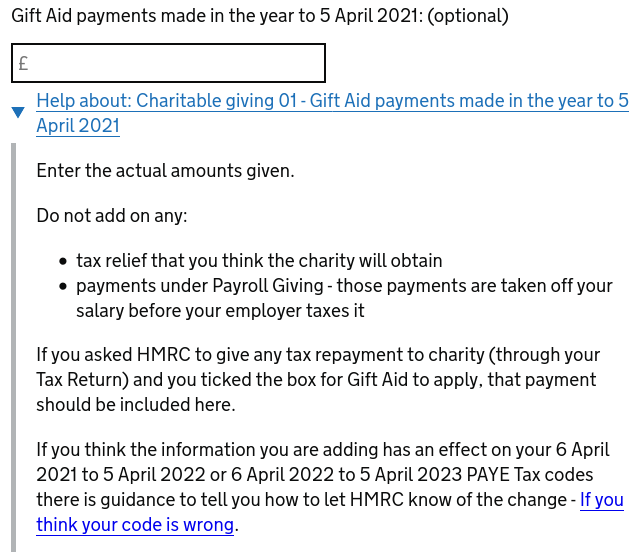 Gift Aid payments made in the year to 5 April 2021: (optional)
£
Help about: Charitable giving 01 - Gift Aid payments made in the year to 5
April 2021
Enter the actual amounts given.
Do not add on any:
• tax relief that you think the charity will obtain
• payments under Payroll Giving - those payments are taken off your
salary before your employer taxes it
If you asked HMRC to give any tax repayment to charity (through your
Tax Return) and you ticked the box for Gift Aid to apply, that payment
should be included here.
If you think the information you are adding has an effect on your 6 April
2021 to 5 April 2022 or 6 April 2022 to 5 April 2023 PAYE Tax codes
there is guidance to tell you how to let HMRC know of the change - If you
think your code is wrong.